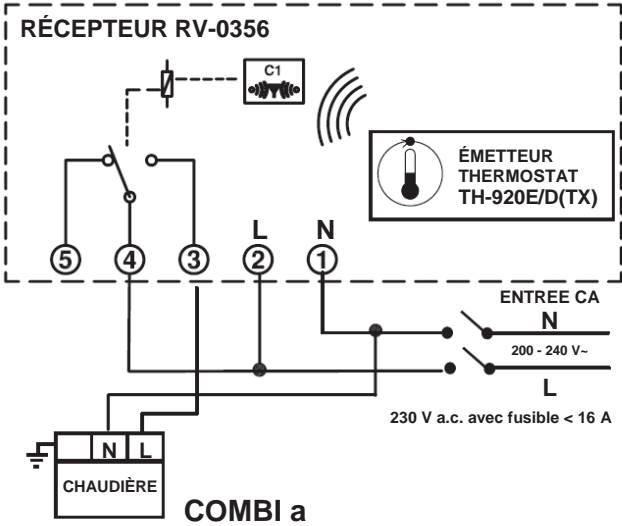 RÉCEPTEUR RV-0356
C1
ÉMETTEUR
THERMOSTAT
TH-920E/D(TX)
L N
5 4 3 2 1
ENTREE CA
N
200 - 240 V~
L
230 V a.c. avec fusible < 16 A
N L
CHAUDIÈRE
COMBI a